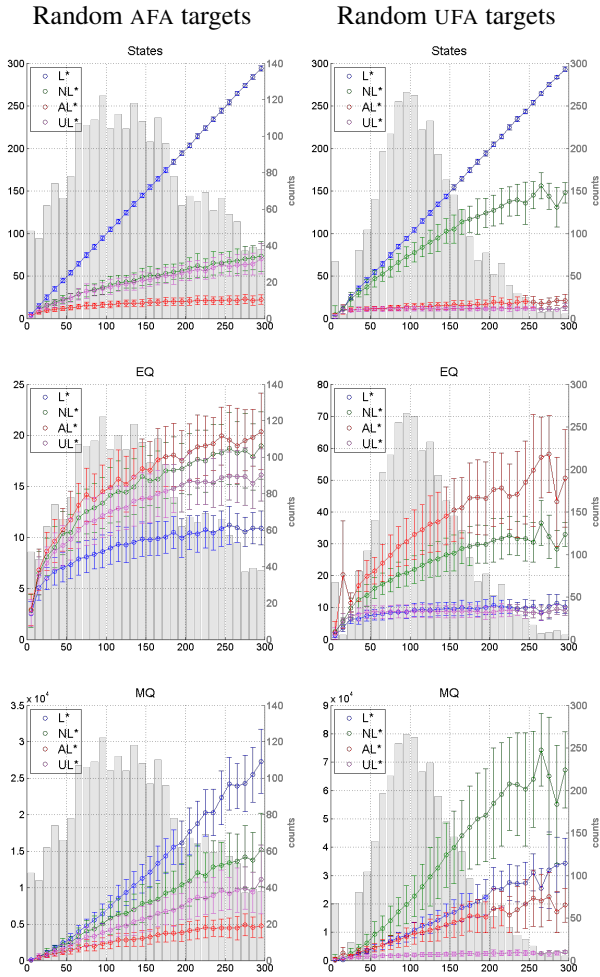 Random AFA targets Random UFA targets
States States
300 140 300 300
250 120 250 250
200 100 200 200
150 80 150 150
100 60 100 100
50 40 50 50
20
0 0 0 0
L* L*
NL* NL*
AL* AL*
UL* UL*
counts counts
0 50 100 150 200 250 300 0 50 100 150 200 250 300
EQ EQ
25 140 80 300
20 120 70 250
15 100 60 200
10 80 50 150
5 60 40 100
0 40 30 50
20 20 0
0 10
0
L* L*
NL* NL*
AL* AL*
UL* UL*
counts counts
0 50 100 150 200 250 300 0 50 100 150 200 250 300
MQ MQ
x 10⁴ x 10⁴
3.5 140 9 300
3 120 8 250
2.5 100 7 200
2 80 6 150
1.5 60 5 100
1 40 4 50
0.5 20 3 0
0 0 2
1
0
L* L*
NL* NL*
AL* AL*
UL* UL*
counts counts
0 50 100 150 200 250 300 0 50 100 150 200 250 300